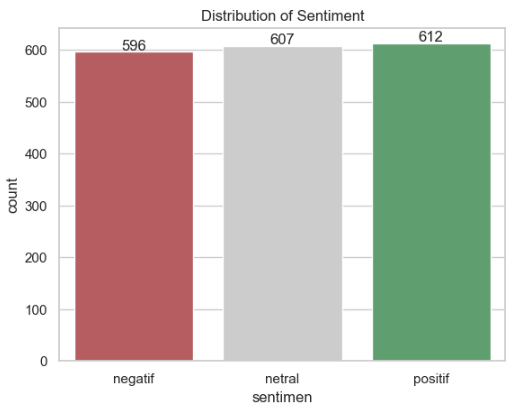 Distribution of Sentiment
596
607
612
600
500
400
300
200
100
0
count
negatif
netral
positif
sentimen